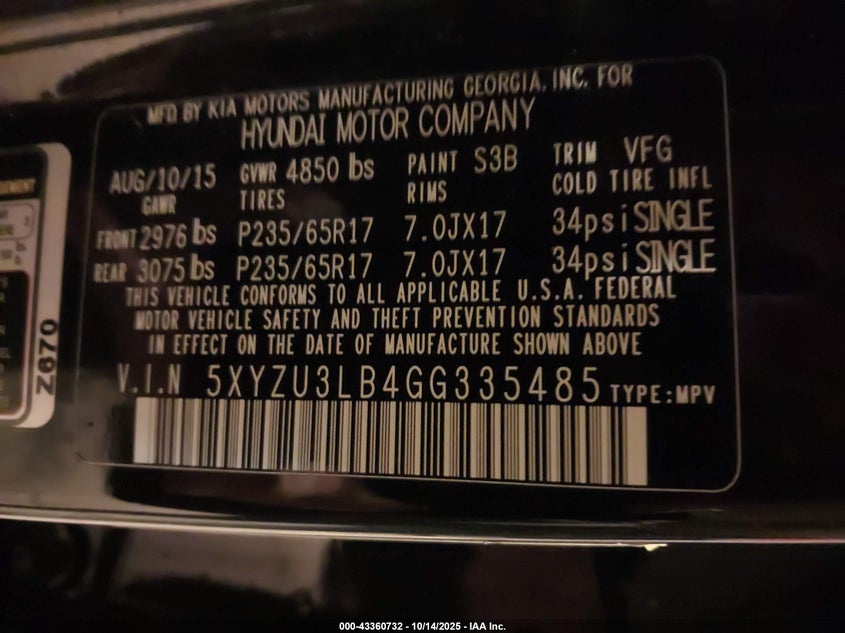 MFD. BY KIA MOTORS MANUFACTURING GEORGIA, INC. FOR
HYUNDAI MOTOR COMPANY
AUG/10/15 GVWR 4850 lbs PAINT S3B TRIM VFG
GAWR TIRES RIMS COLD TIRE INFL
FRONT 2976 lbs P235/65R17 7.0JX17 34psi SINGLE
REAR 3075 lbs P235/65R17 7.0JX17 34psi SINGLE
THIS VEHICLE CONFORMS TO ALL APPLICABLE U.S.A. FEDERAL
MOTOR VEHICLE SAFETY AND THEFT PREVENTION STANDARDS
IN EFFECT ON THE DATE OF MANUFACTURE SHOWN ABOVE
V.I.N 5XYZU3LB4GG335485 TYPE:MPV
Z670
000-43360732 - 10/14/2025 - IAA Inc.